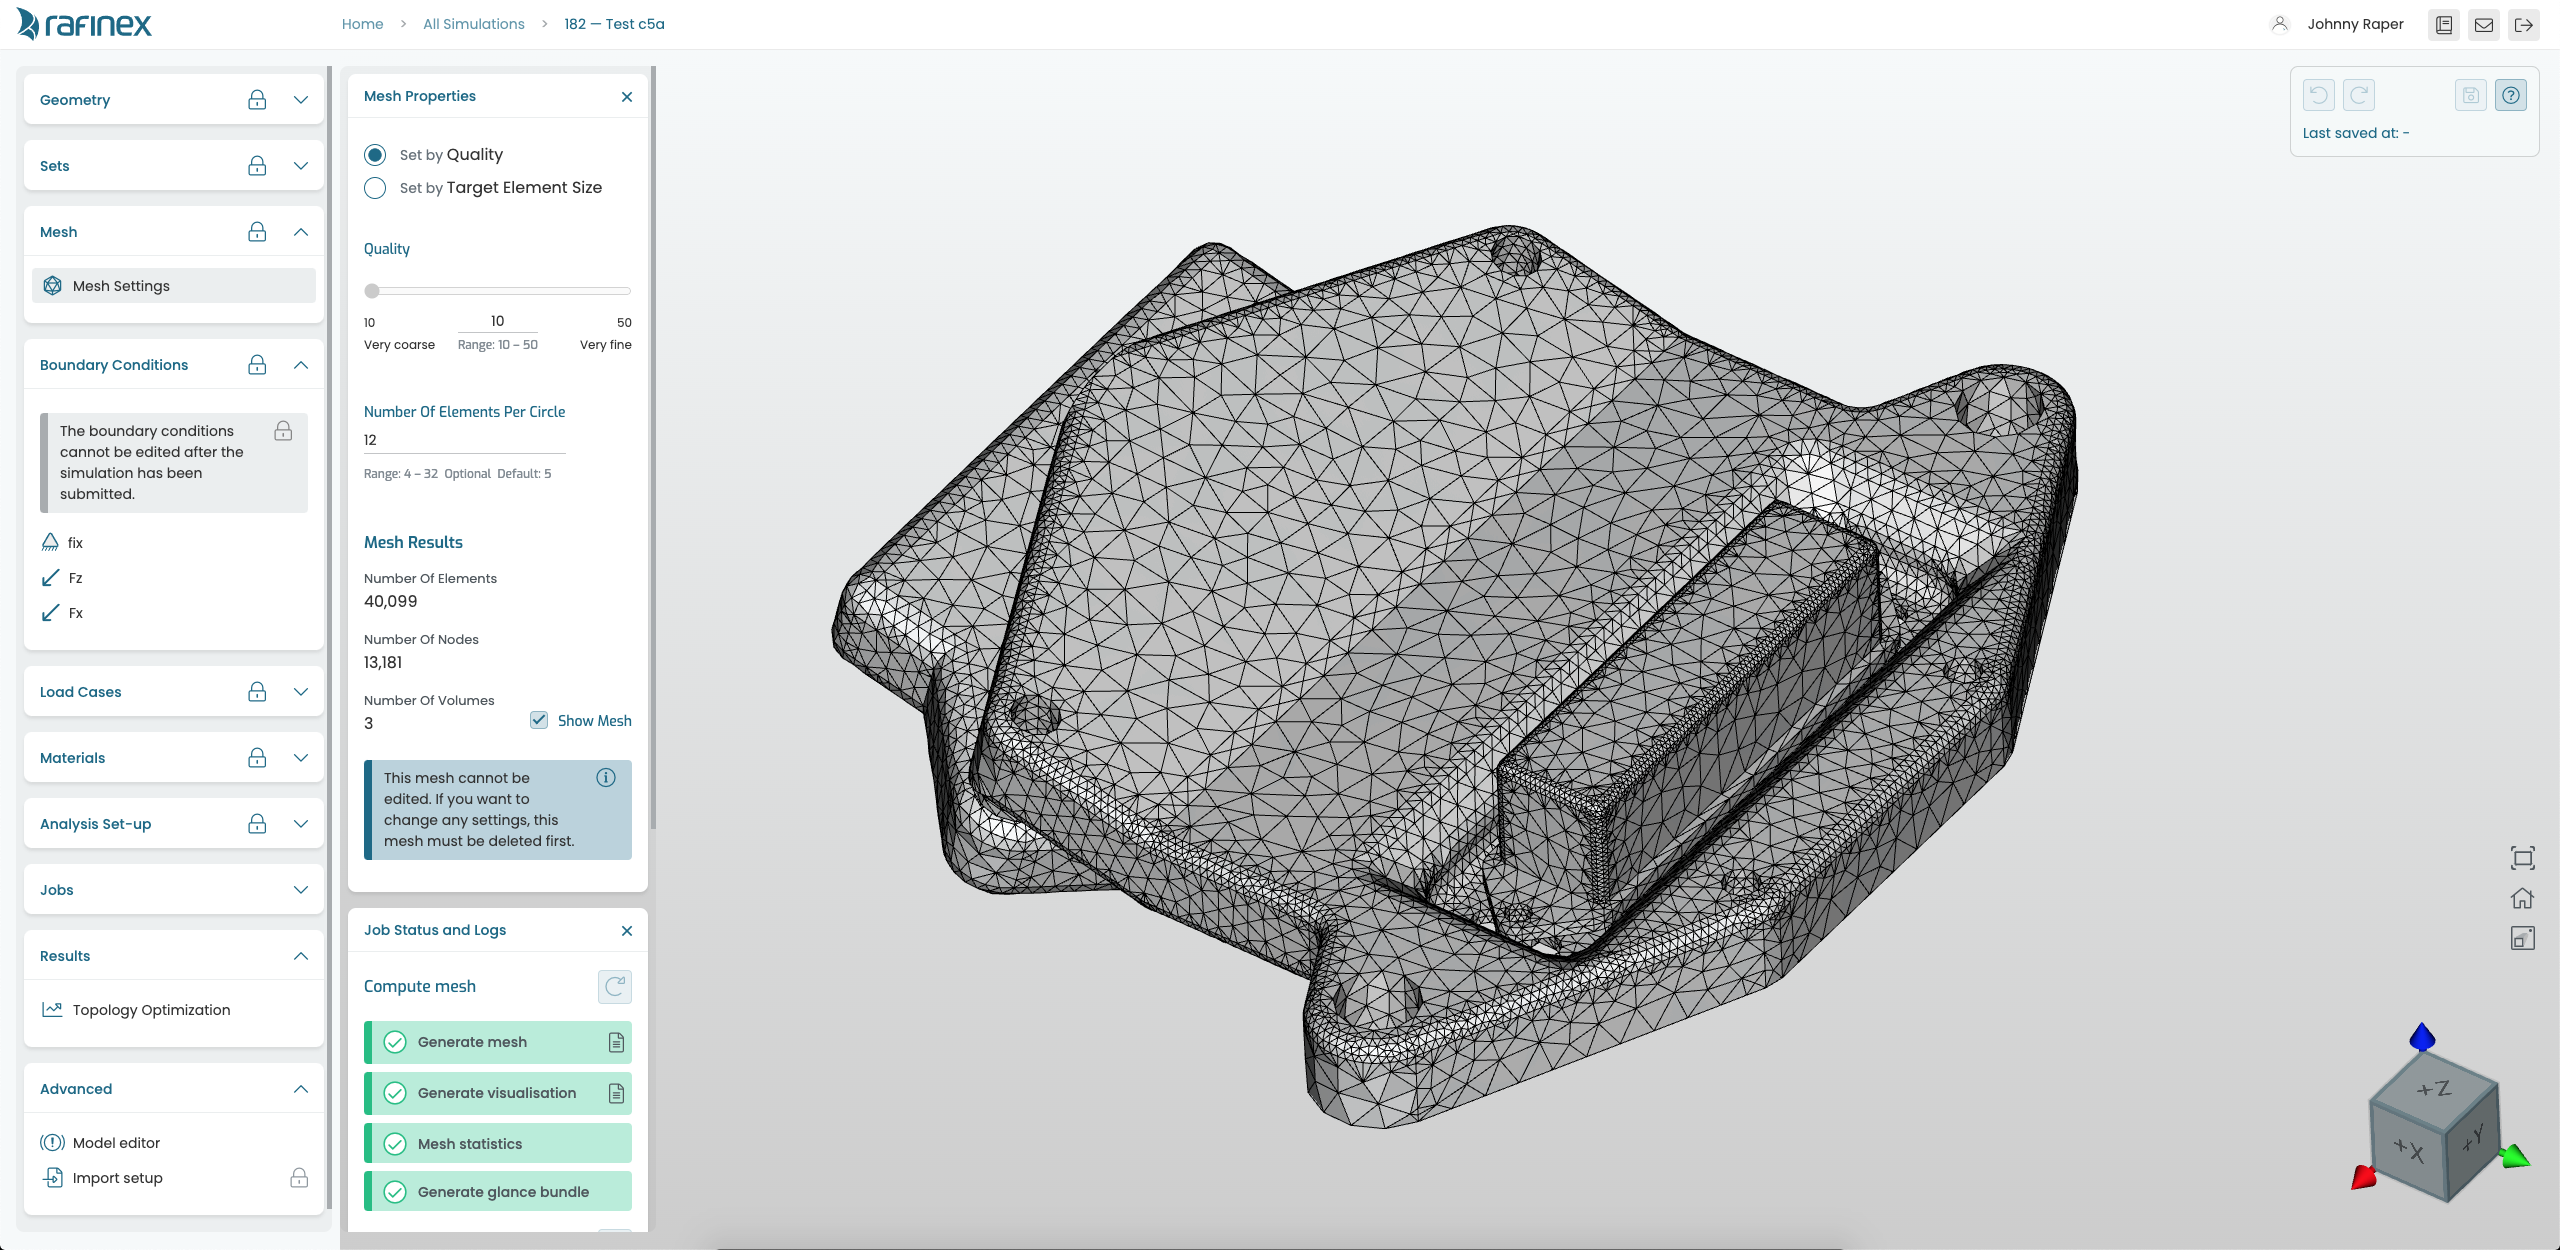 rafinex
Home > All Simulations > 182 — Test c5a
Johnny Raper
Geometry
Sets
Mesh
Mesh Settings
Boundary Conditions
The boundary conditions
cannot be edited after the
simulation has been
submitted.
fix
Fz
Fx
Load Cases
Materials
Analysis Set-up
Jobs
Results
Topology Optimization
Advanced
Model editor
Import setup
Mesh Properties
Set by Quality
Set by Target Element Size
Quality
10 10 50
Very coarse Range: 10 – 50 Very fine
Number Of Elements Per Circle
12
Range: 4 – 32 Optional Default: 5
Mesh Results
Number Of Elements
40,099
Number Of Nodes
13,181
Number Of Volumes
3
Show Mesh
This mesh cannot be
edited. If you want to
change any settings, this
mesh must be deleted first.
Job Status and Logs
Compute mesh
Generate mesh
Generate visualisation
Mesh statistics
Generate glance bundle
Last saved at: -
+Z
+X
+Y